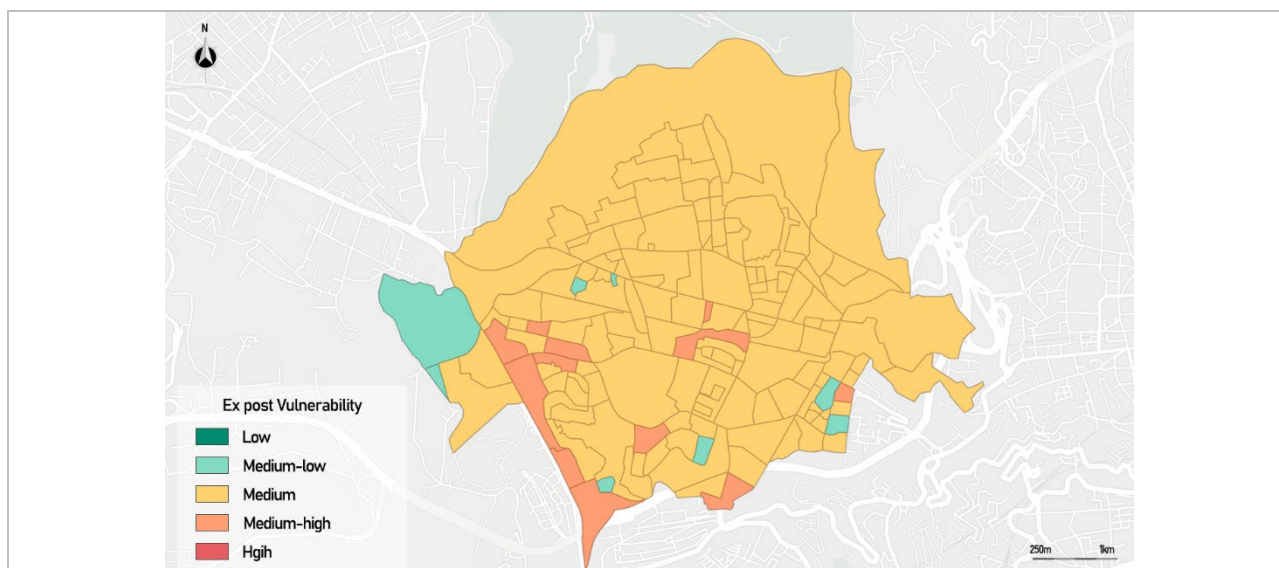 N
Ex post Vulnerability
Low
Medium-low
Medium
Medium-high
Hgih
250m 1km